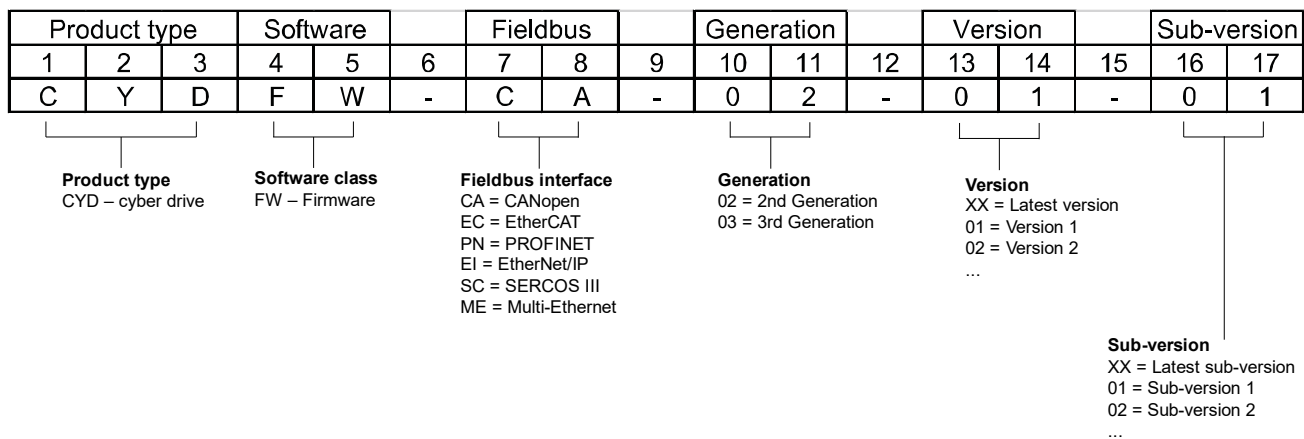 Product type Software Fieldbus Generation Version Sub-version
1 2 3 4 5 6 7 8 9 10 11 12 13 14 15 16 17
C Y D F W - C A - 0 2 - 0 1 - 0 1
Product type
CYD – cyber drive
Software class
FW – Firmware
Fieldbus interface
CA = CANopen
EC = EtherCAT
PN = PROFINET
EI = EtherNet/IP
SC = SERCOS III
ME = Multi-Ethernet
Generation
02 = 2nd Generation
03 = 3rd Generation
Version
XX = Latest version
01 = Version 1
02 = Version 2
...
Sub-version
XX = Latest sub-version
01 = Sub-version 1
02 = Sub-version 2
...